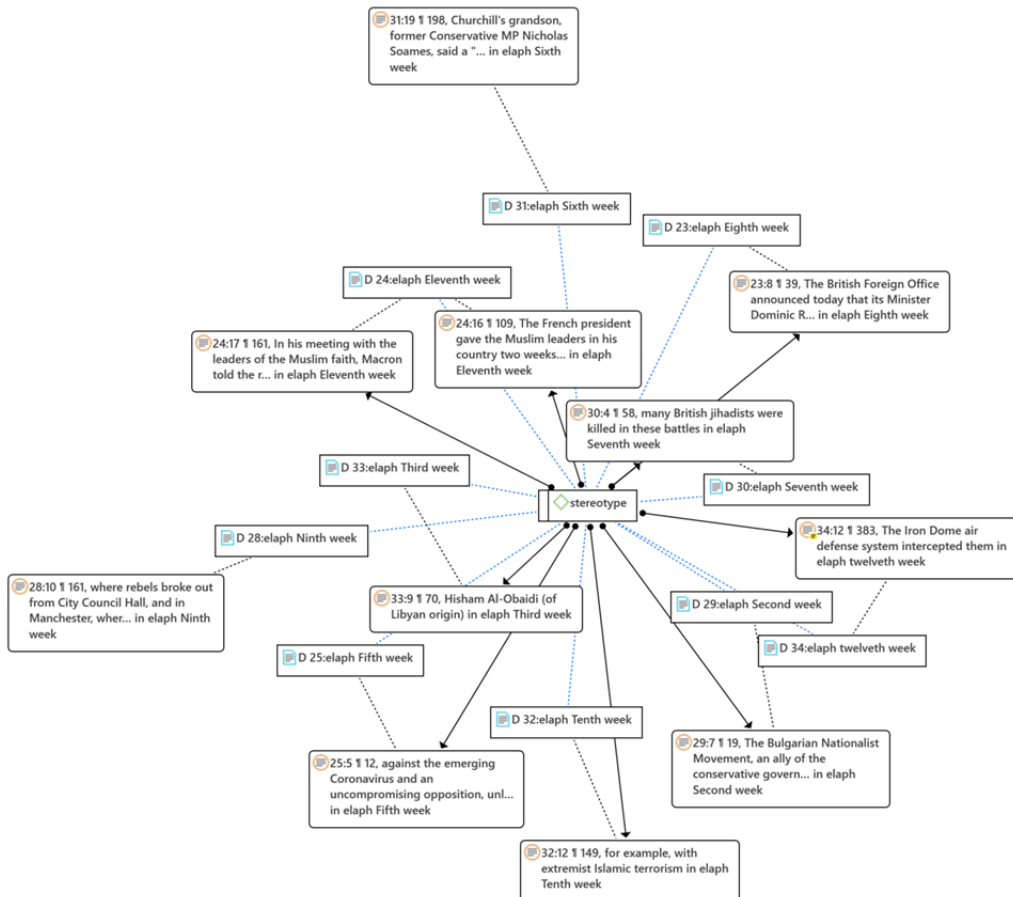 31:19 ¶ 198, Churchill's grandson,
former Conservative MP Nicholas
Soames, said a "... in elaph Sixth
week
D 31:elaph Sixth week
D 23:elaph Eighth week
D 24:elaph Eleventh week
23:8 ¶ 39, The British Foreign Office
announced today that its Minister
Dominic R... in elaph Eighth week
24:16 ¶ 109, The French president
gave the Muslim leaders in his
country two weeks... in elaph
Eleventh week
24:17 ¶ 161, In his meeting with the
leaders of the Muslim faith, Macron
told the r... in elaph Eleventh week
30:4 ¶ 58, many British jihadists were
killed in these battles in elaph
Seventh week
D 33:elaph Third week
D 30:elaph Seventh week
stereotype
D 28:elaph Ninth week
34:12 ¶ 383, The Iron Dome air
defense system intercepted them in
elaph twelveth week
28:10 ¶ 161, where rebels broke out
from City Council Hall, and in
Manchester, wher... in elaph Ninth
week
33:9 ¶ 70, Hisham Al-Obaidi (of
Libyan origin) in elaph Third week
D 29:elaph Second week
D 25:elaph Fifth week
D 34:elaph twelveth week
D 32:elaph Tenth week
29:7 ¶ 19, The Bulgarian Nationalist
Movement, an ally of the
conservative govern... in elaph
Second week
25:5 ¶ 12, against the emerging
Coronavirus and an
uncompromising opposition, unl...
in elaph Fifth week
32:12 ¶ 149, for example, with
extremist Islamic terrorism in elaph
Tenth week